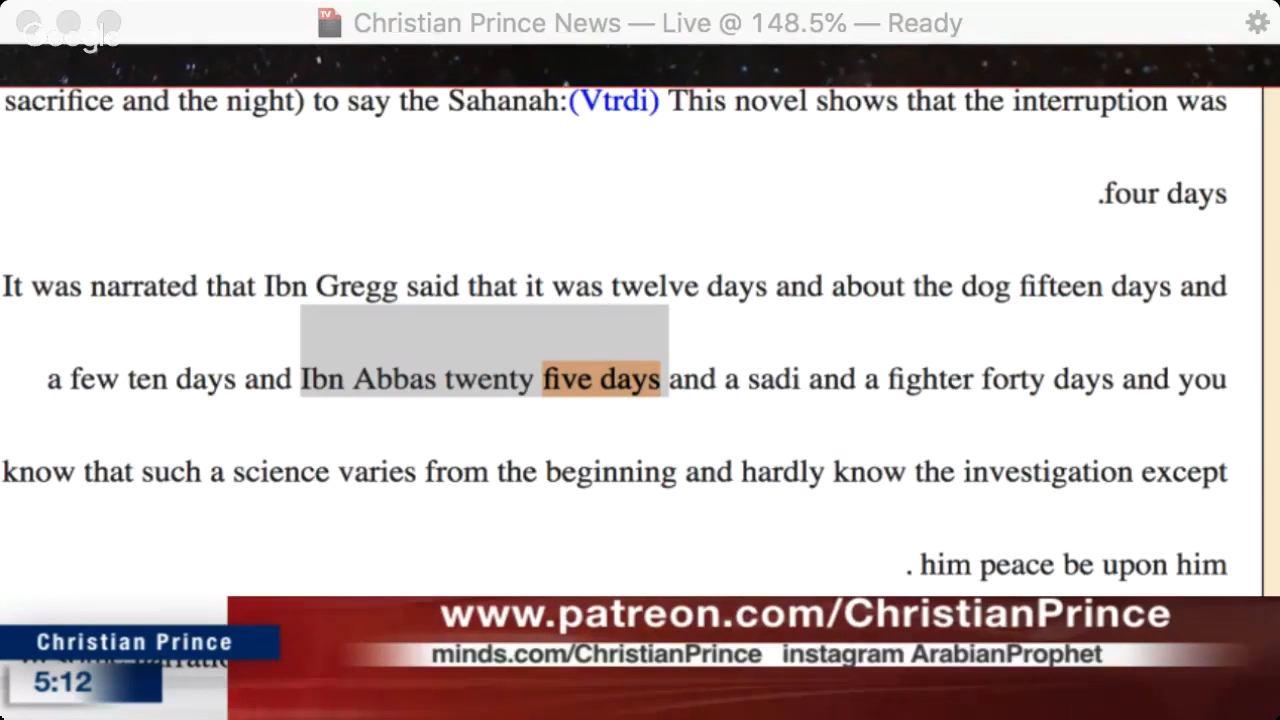 TV
Christian Prince News — Live @ 148.5% — Ready
Google
sacrifice and the night) to say the Sahanah:(Vtrdi) This novel shows that the interruption was
.four days
It was narrated that Ibn Gregg said that it was twelve days and about the dog fifteen days and
a few ten days and Ibn Abbas twenty five days and a sadi and a fighter forty days and you
know that such a science varies from the beginning and hardly know the investigation except
. him peace be upon him
www.patreon.com/ChristianPrince
Christian Prince
minds.com/ChristianPrince instagram ArabianProphet
5:12